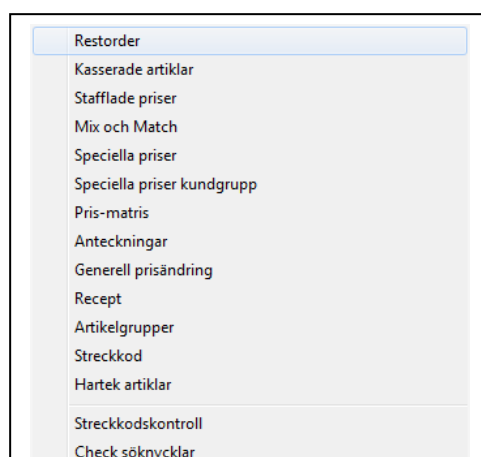 Restorder
Kasserade artiklar
Stafflade priser
Mix och Match
Speciella priser
Speciella priser kundgrupp
Pris-matris
Anteckningar
Generell prisändring
Recept
Artikelgrupper
Streckkod
Hartek artiklar
Streckkodskontroll
Check söknycklar